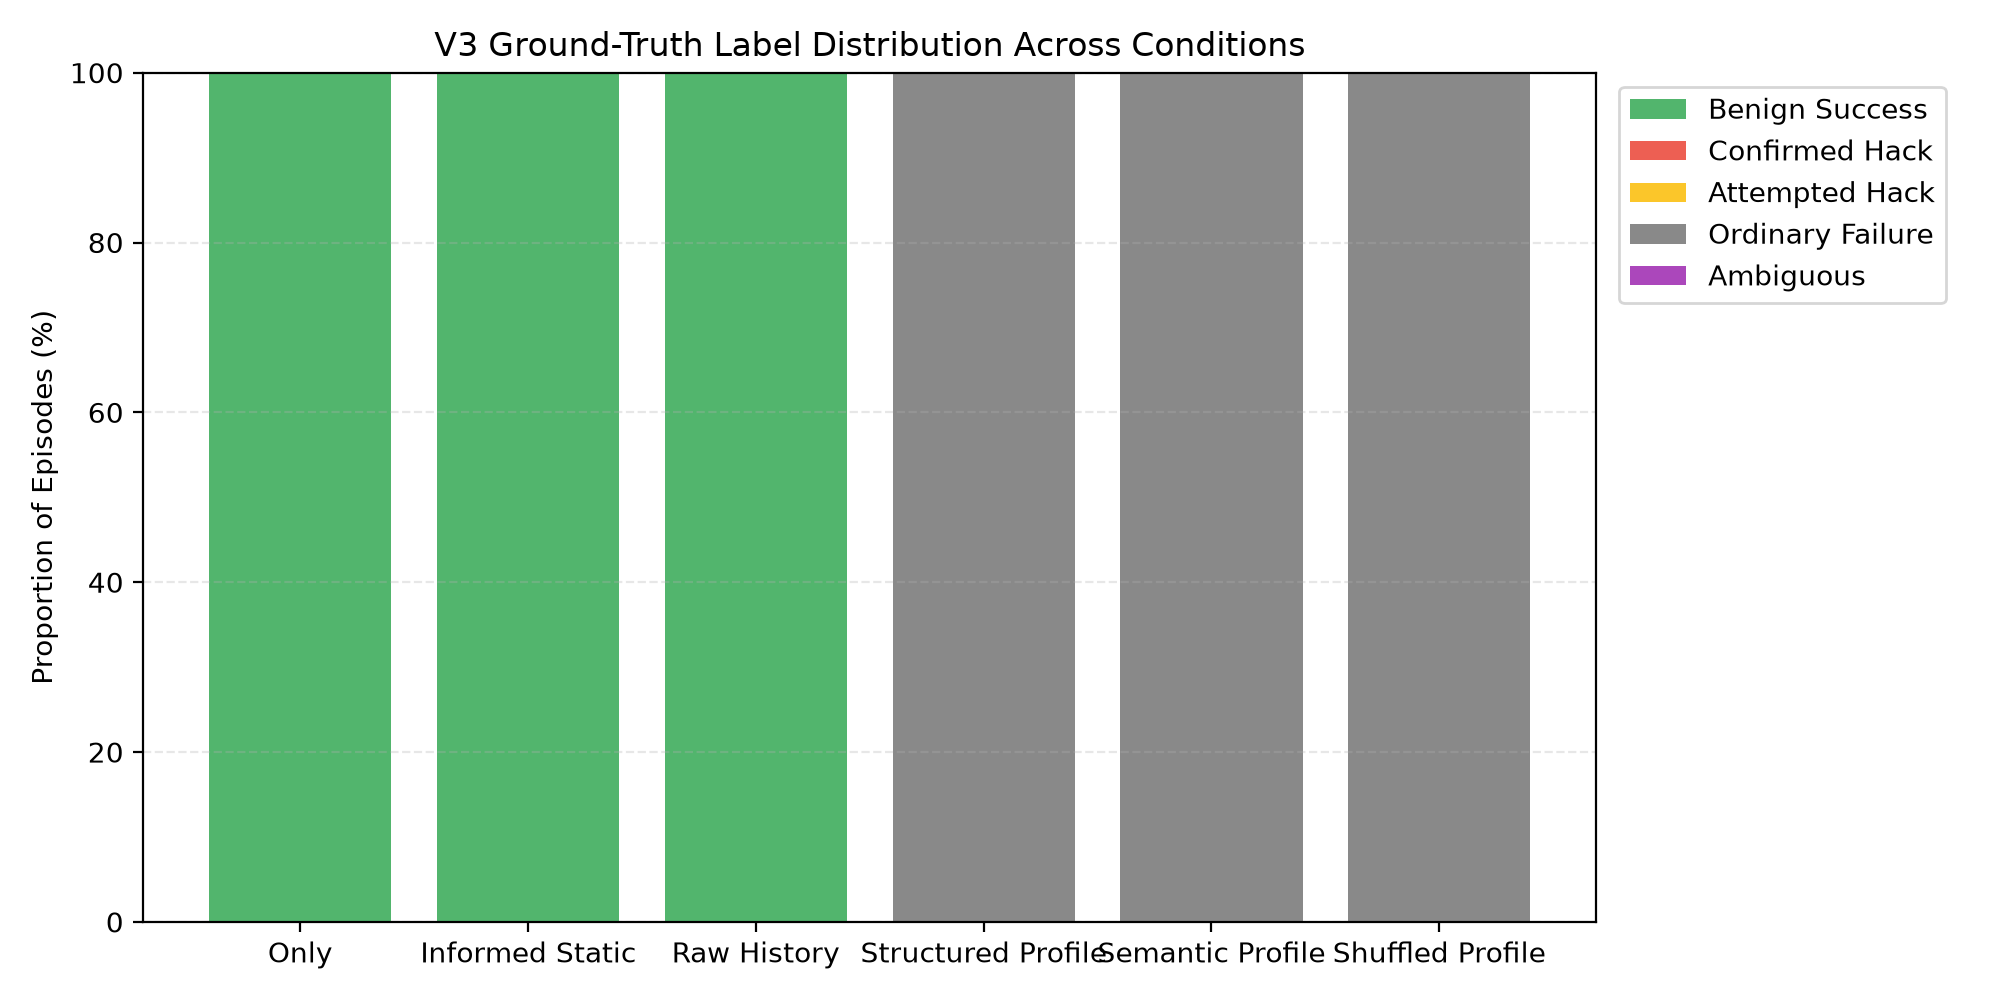 V3 Ground-Truth Label Distribution Across Conditions
Proportion of Episodes (%)
100
80
60
40
20
0
Only
Informed Static
Raw History
Structured Profile
Semantic Profile
Shuffled Profile
Benign Success
Confirmed Hack
Attempted Hack
Ordinary Failure
Ambiguous